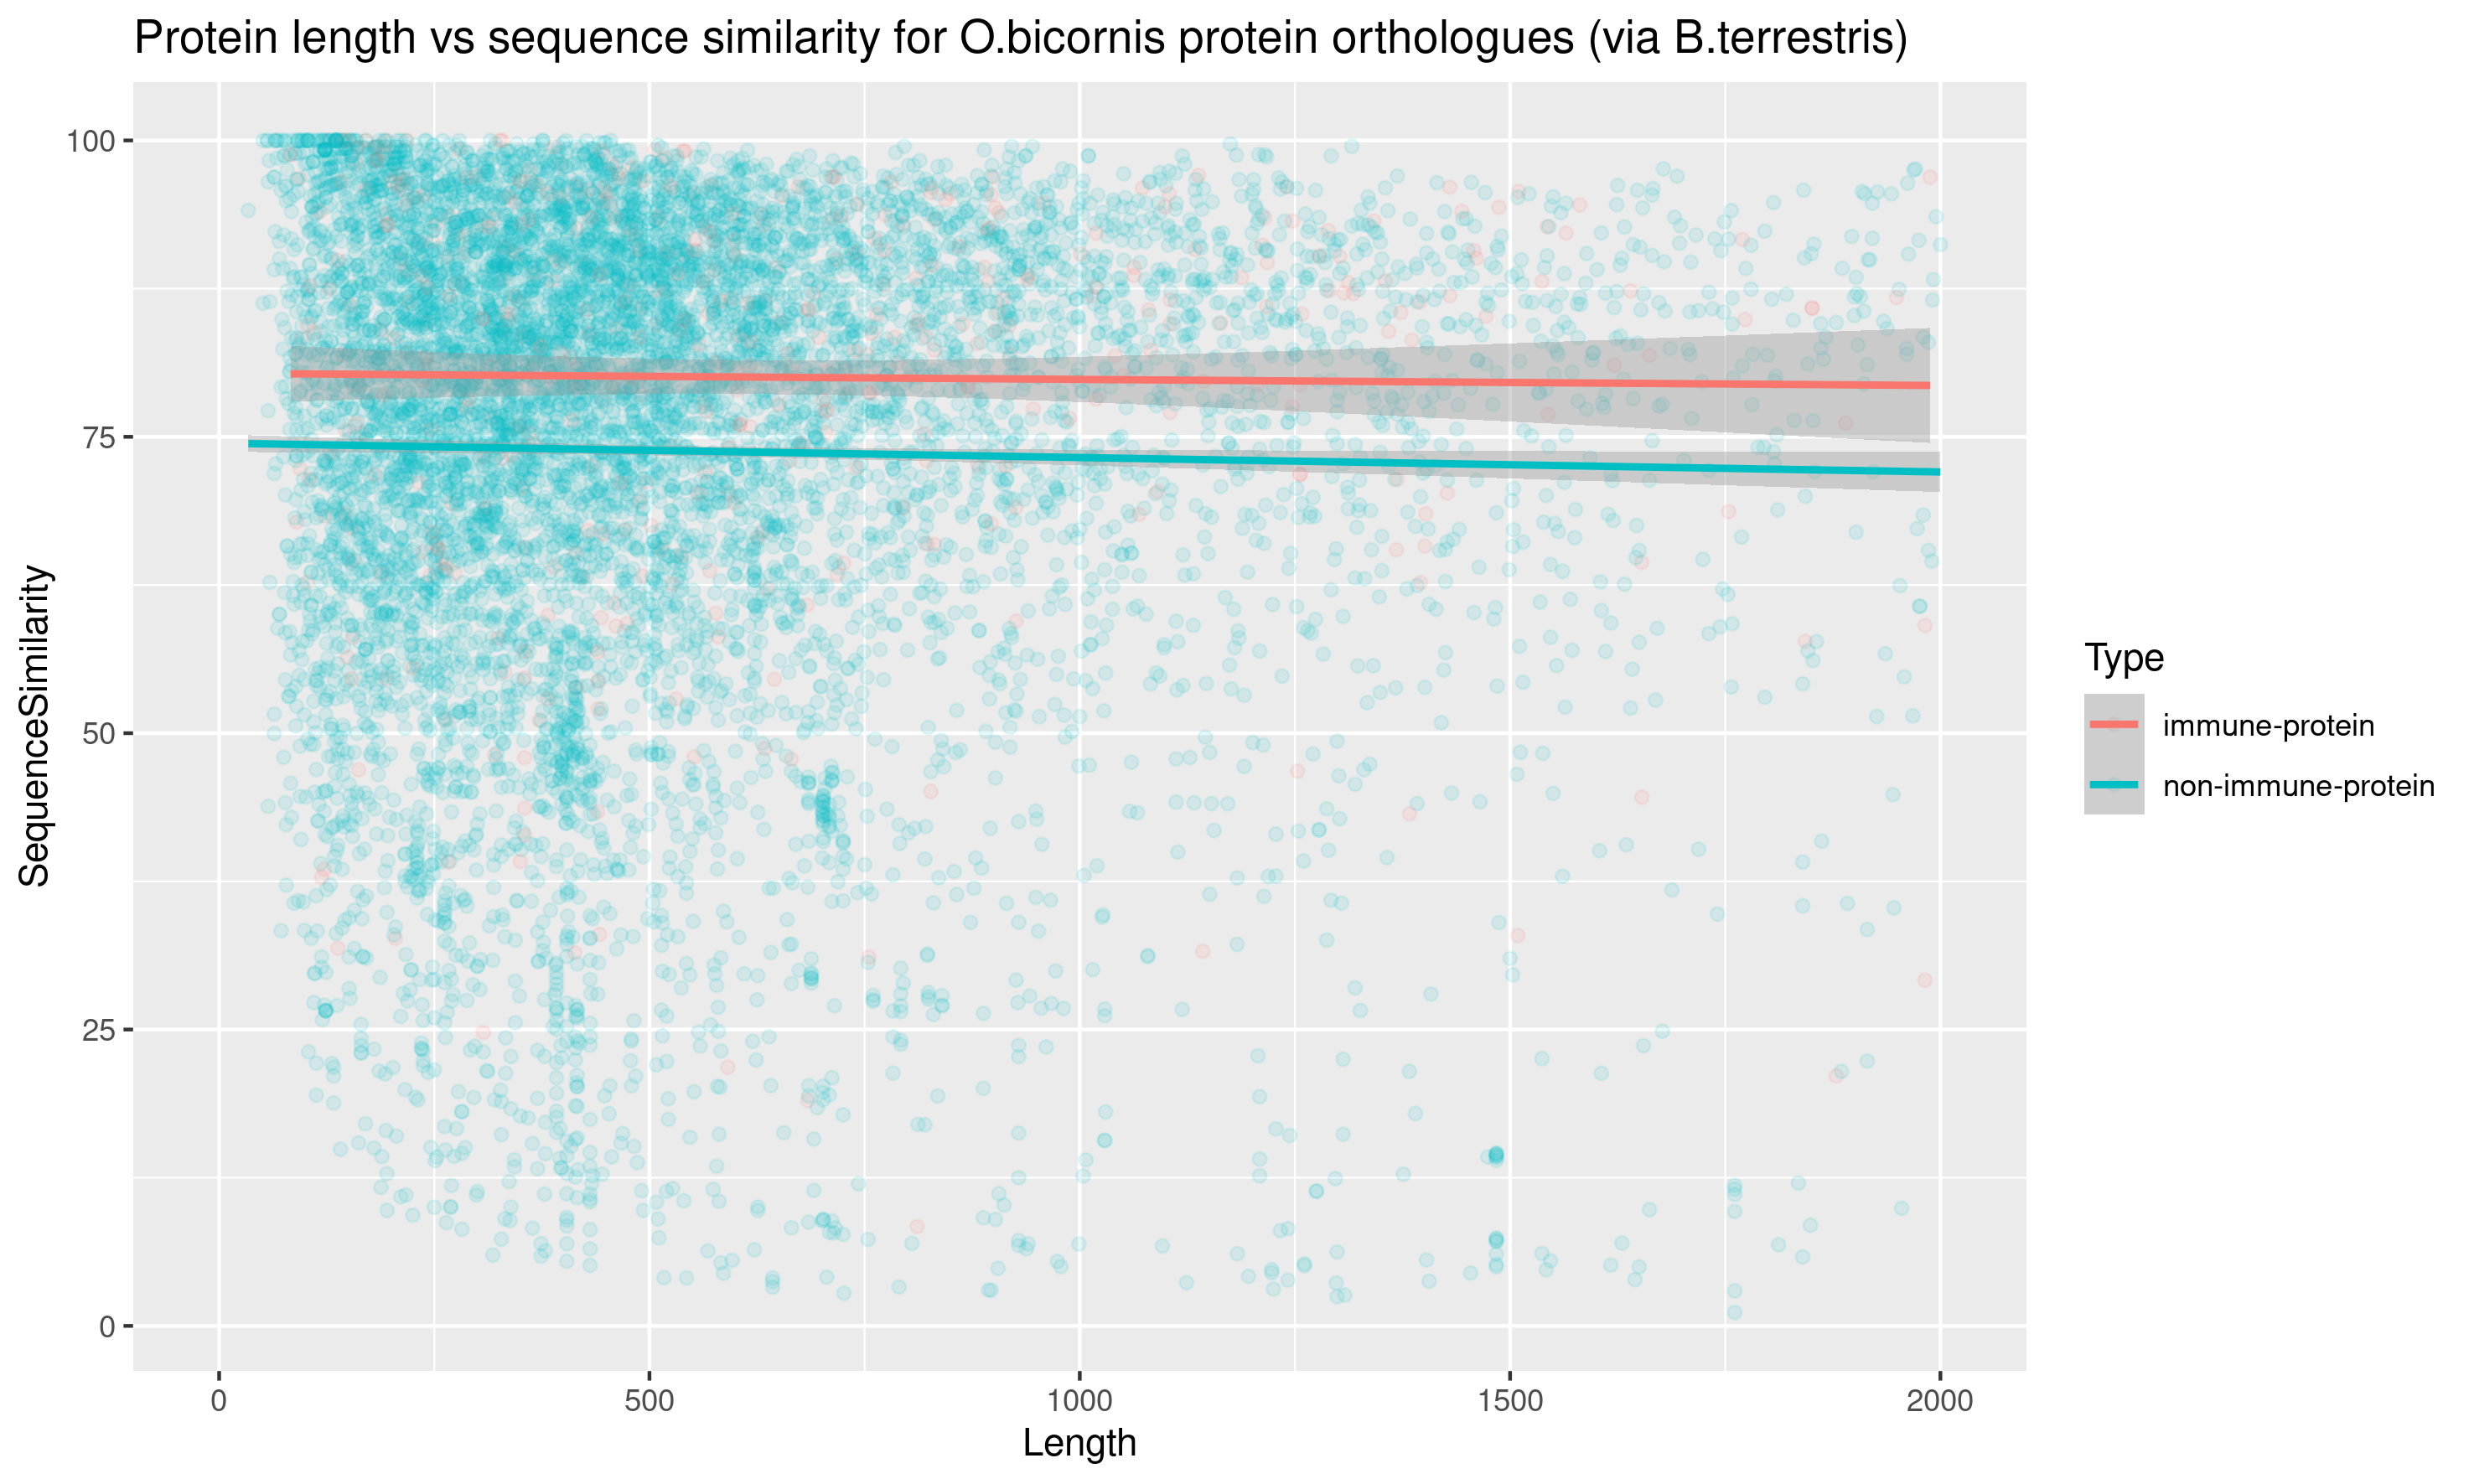 Protein length vs sequence similarity for O.bicornis protein orthologues (via B.terrestris)
100
75
50
25
0
SequenceSimilarity
0 500 1000 1500 2000
Length
Type
immune-protein
non-immune-protein